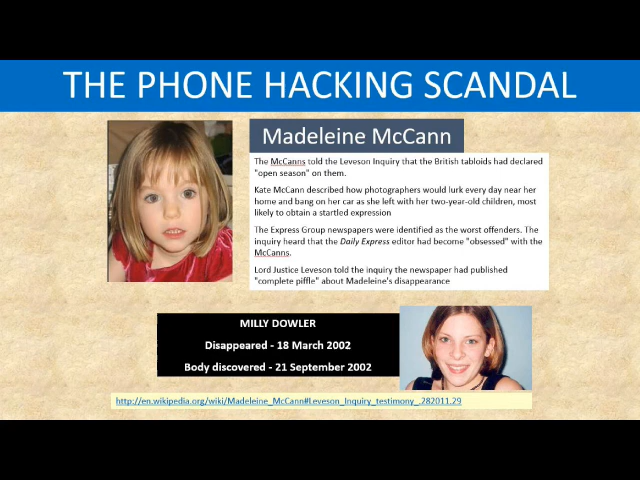 THE PHONE HACKING SCANDAL
Madeleine McCann
The McCanns told the Leveson Inquiry that the British tabloids had declared
"open season" on them.
Kate McCann described how photographers would lurk every day near her
home and bang on her car as she left with her two-year-old children, most
likely to obtain a startled expression
The Express Group newspapers were identified as the worst offenders. The
inquiry heard that the Daily Express editor had become "obsessed" with the
McCanns.
Lord Justice Leveson told the inquiry the newspaper had published
"complete piffle" about Madeleine's disappearance
MILLY DOWLER
Disappeared - 18 March 2002
Body discovered - 21 September 2002
http://en.wikipedia.org/wiki/Madeleine_McCann#Leveson_Inquiry_testimony_.282011.29